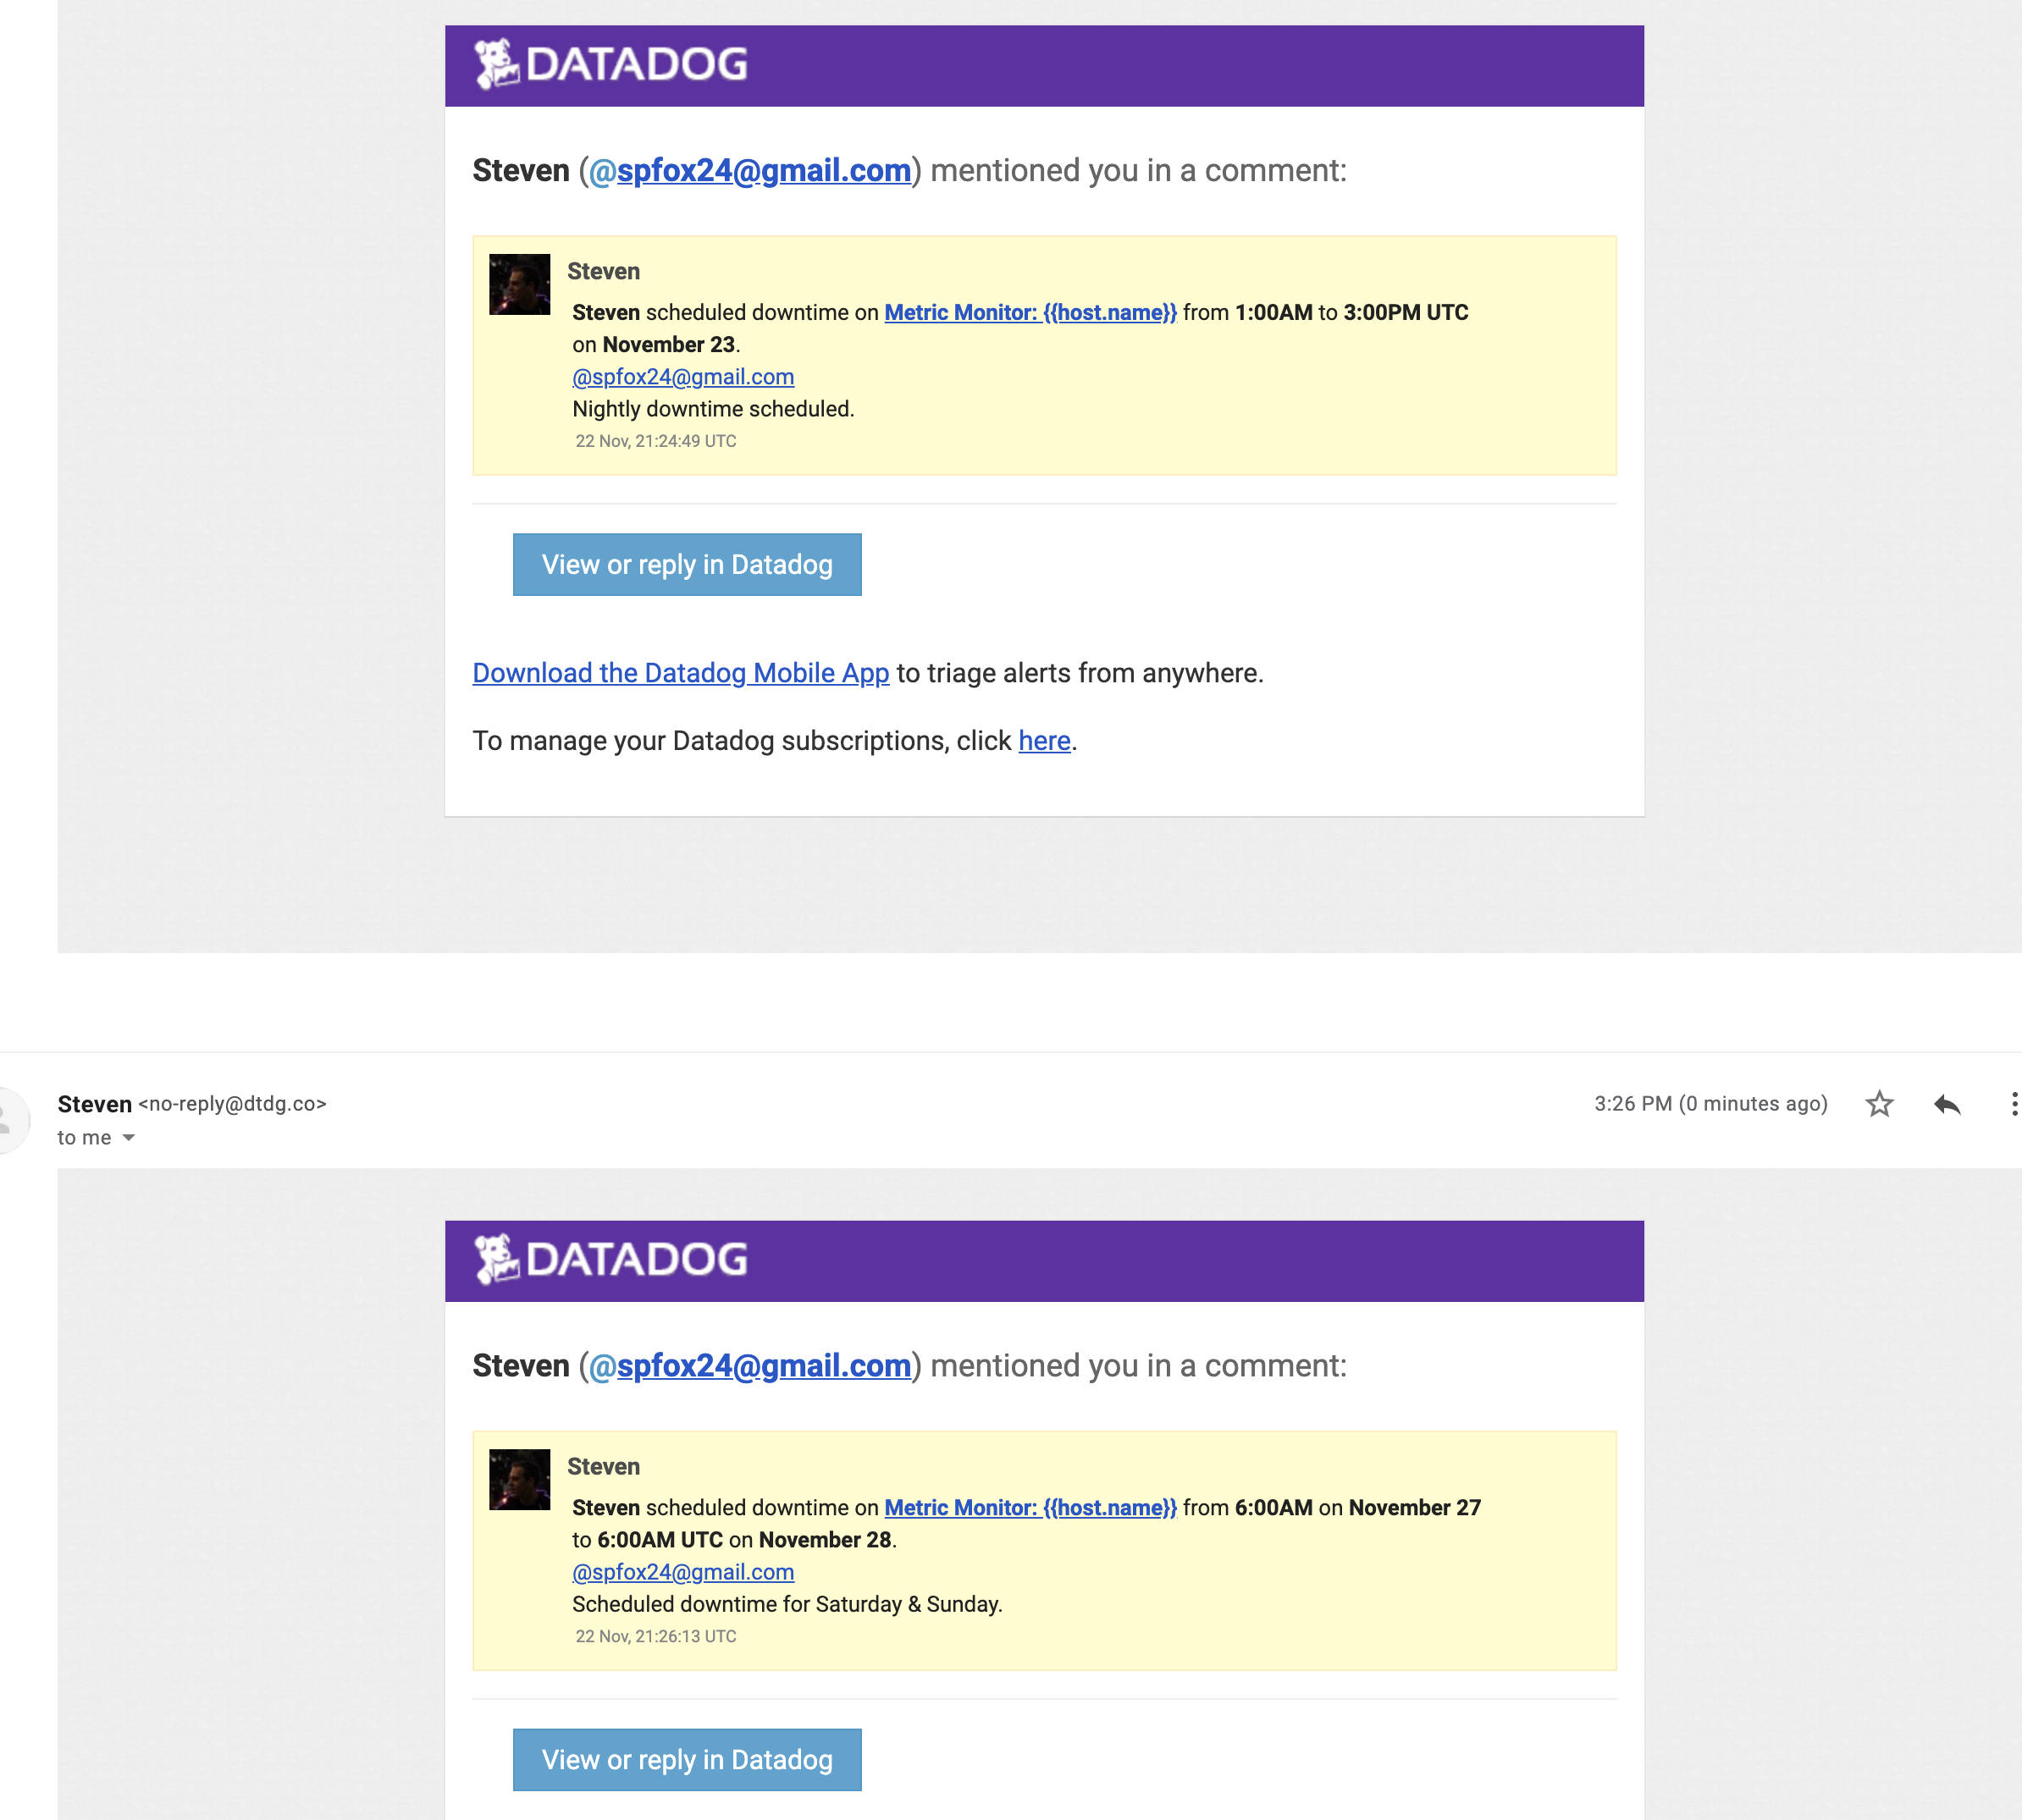 DATADOG
Steven (@spfox24@gmail.com) mentioned you in a comment:
Steven
Steven scheduled downtime on Metric Monitor: {{host.name}} from 1:00AM to 3:00PM UTC
on November 23.
@spfox24@gmail.com
Nightly downtime scheduled.
22 Nov, 21:24:49 UTC
View or reply in Datadog
Download the Datadog Mobile App to triage alerts from anywhere.
To manage your Datadog subscriptions, click here.
Steven <no-reply@dtdg.co>
3:26 PM (0 minutes ago)
to me
DATADOG
Steven (@spfox24@gmail.com) mentioned you in a comment:
Steven
Steven scheduled downtime on Metric Monitor: {{host.name}} from 6:00AM on November 27
to 6:00AM UTC on November 28.
@spfox24@gmail.com
Scheduled downtime for Saturday & Sunday.
22 Nov, 21:26:13 UTC
View or reply in Datadog